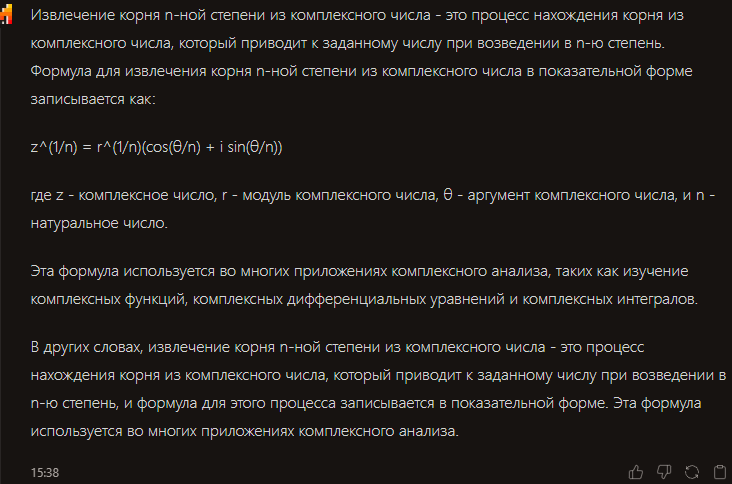 Извлечение корня n-ной степени из комплексного числа - это процесс нахождения корня из
комплексного числа, который приводит к заданному числу при возведении в n-ю степень.
Формула для извлечения корня n-ной степени из комплексного числа в показательной форме
записывается как:
z^(1/n) = r^(1/n)(cos(θ/n) + i sin(θ/n))
где z - комплексное число, r - модуль комплексного числа, θ - аргумент комплексного числа, и n -
натуральное число.
Эта формула используется во многих приложениях комплексного анализа, таких как изучение
комплексных функций, комплексных дифференциальных уравнений и комплексных интегралов.
В других словах, извлечение корня n-ной степени из комплексного числа - это процесс
нахождения корня из комплексного числа, который приводит к заданному числу при возведении в
n-ю степень, и формула для этого процесса записывается в показательной форме. Эта формула
используется во многих приложениях комплексного анализа.
15:38